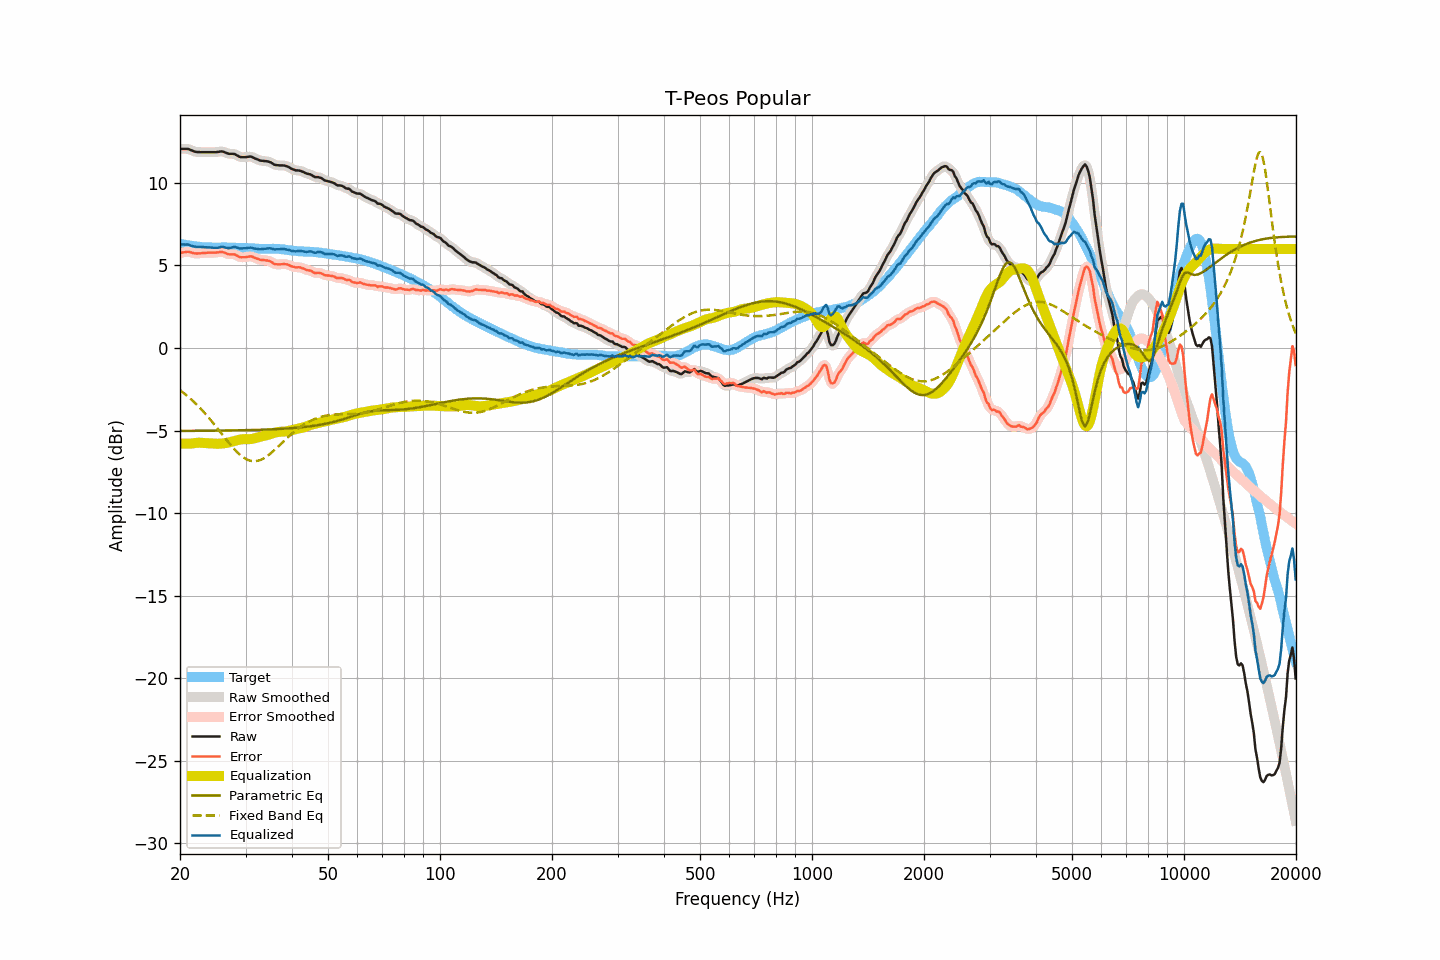 T-Peos Popular
Amplitude (dBr)
10
5
0
−5
−10
−15
−20
−25
−30
Target
Raw Smoothed
Error Smoothed
Raw
Error
Equalization
Parametric Eq
Fixed Band Eq
Equalized
20 50 100 200 500 1000 2000 5000 10000 20000
Frequency (Hz)